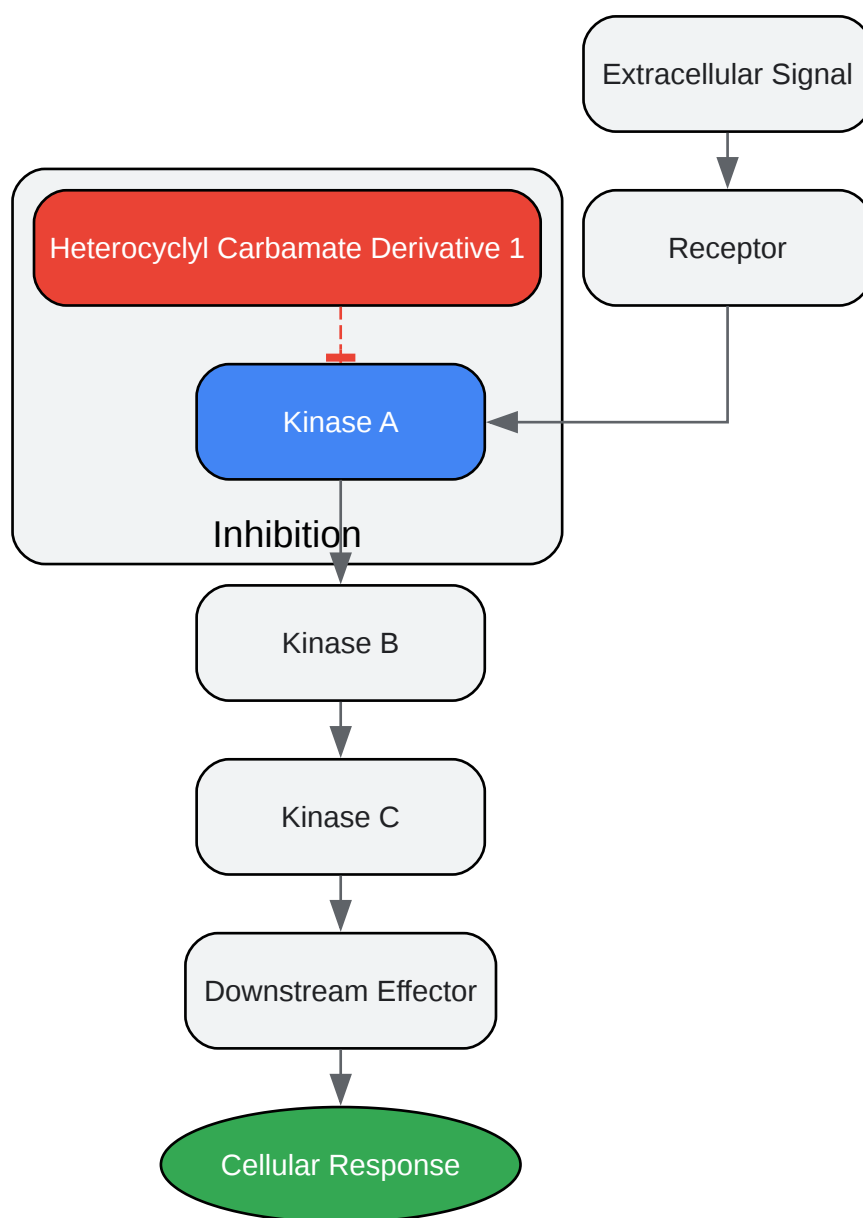 Extracellular Signal
Heterocyclyl Carbamate Derivative 1
Receptor
Kinase A
Inhibition
Kinase B
Kinase C
Downstream Effector
Cellular Response